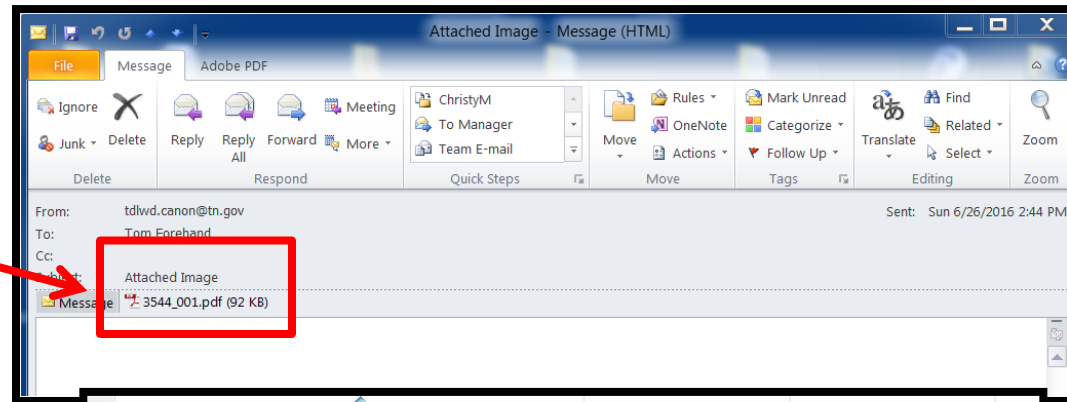 Attached Image - Message (HTML)
File Message Adobe PDF
Ignore
Junk
Delete
Reply
Reply All
Forward
Meeting
More
ChristyM
To Manager
Team E-mail
Move
Rules
OneNote
Actions
Mark Unread
Categorize
Follow Up
Translate
Find
Related
Select
Zoom
Delete Respond Quick Steps Move Tags Editing Zoom
From: tdlwd.canon@tn.gov Sent: Sun 6/26/2016 2:44 PM
To: Tom Forehand
Cc:
Subject: Attached Image
Message 3544_001.pdf (92 KB)